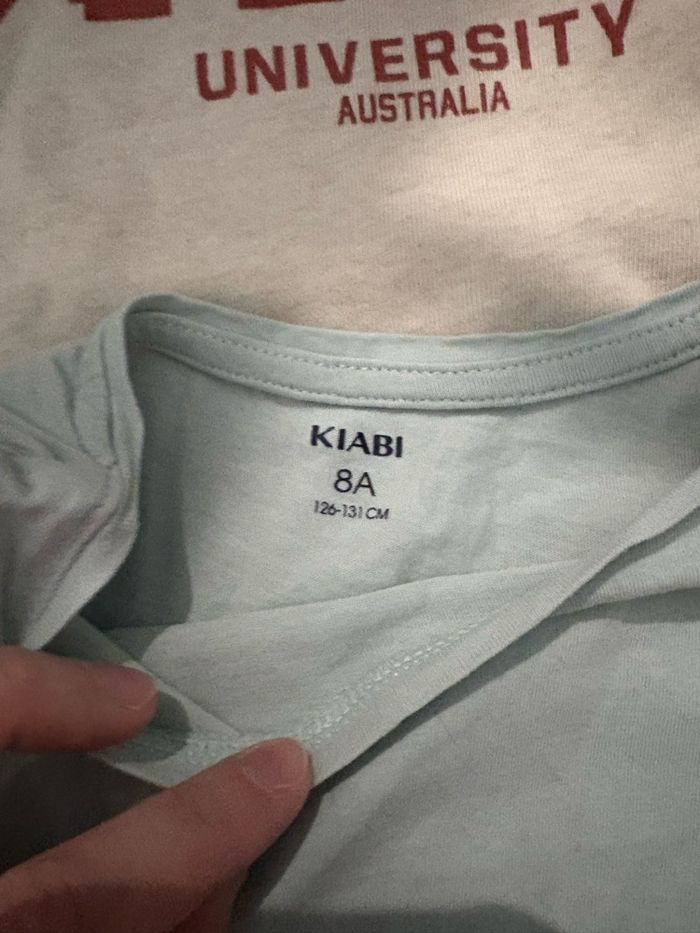 UNIVERSITY
AUSTRALIA
KIABI
8A
126-131 CM